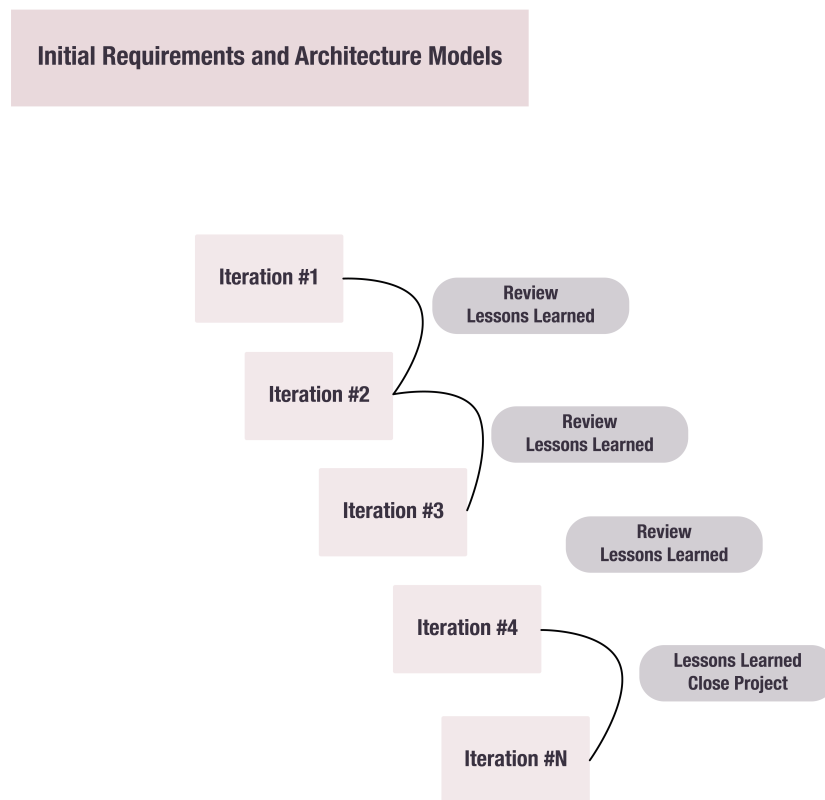 Initial Requirements and Architecture Models
Iteration #1
Review
Lessons Learned
Iteration #2
Review
Lessons Learned
Iteration #3
Review
Lessons Learned
Iteration #4
Lessons Learned
Close Project
Iteration #N